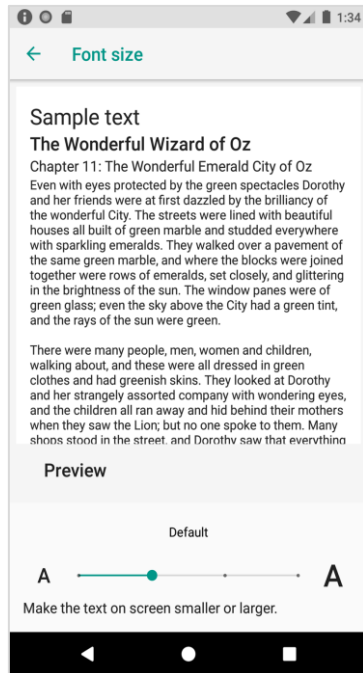 1:34
Font size
Sample text
The Wonderful Wizard of Oz
Chapter 11: The Wonderful Emerald City of Oz
Even with eyes protected by the green spectacles Dorothy
and her friends were at first dazzled by the brilliancy of
the wonderful City. The streets were lined with beautiful
houses all built of green marble and studded everywhere
with sparkling emeralds. They walked over a pavement of
the same green marble, and where the blocks were joined
together were rows of emeralds, set closely, and glittering
in the brightness of the sun. The window panes were of
green glass; even the sky above the City had a green tint,
and the rays of the sun were green.
There were many people, men, women and children,
walking about, and these were all dressed in green
clothes and had greenish skins. They looked at Dorothy
and her strangely assorted company with wondering eyes,
and the children all ran away and hid behind their mothers
when they saw the Lion; but no one spoke to them. Many
shops stood in the street, and Dorothy saw that everything
Preview
Default
A A
Make the text on screen smaller or larger.